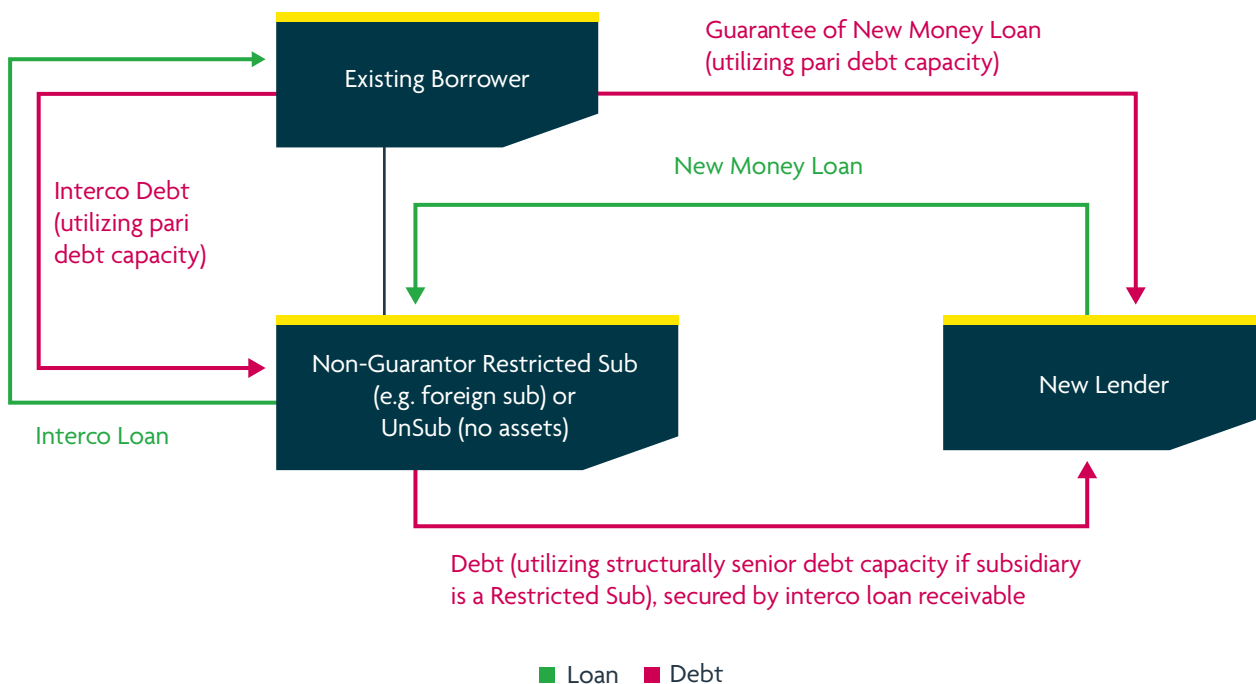 Guarantee of New Money Loan
(utilizing pari debt capacity)
Existing Borrower
New Money Loan
Interco Debt
(utilizing pari
debt capacity)
Non-Guarantor Restricted Sub
(e.g. foreign sub) or
UnSub (no assets)
New Lender
Interco Loan
Debt (utilizing structurally senior debt capacity if subsidiary
is a Restricted Sub), secured by interco loan receivable
Loan
Debt